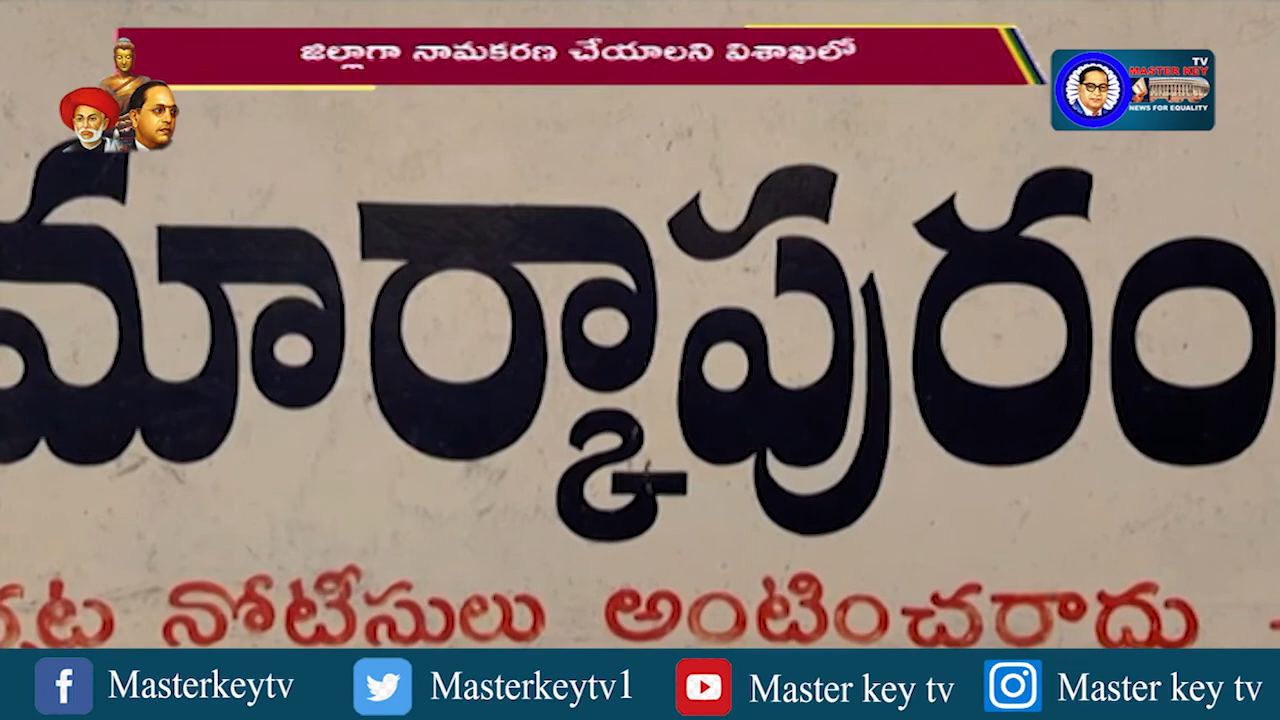 జిల్లాగా నామకరణ చేయాలని విశాఖలో
TV
MASTER KEY
NEWS FOR EQUALITY
మార్కాపురం
నోటీసులు అంటించరాదు
Masterkeytv
Masterkeytv1
Master key tv
Master key tv